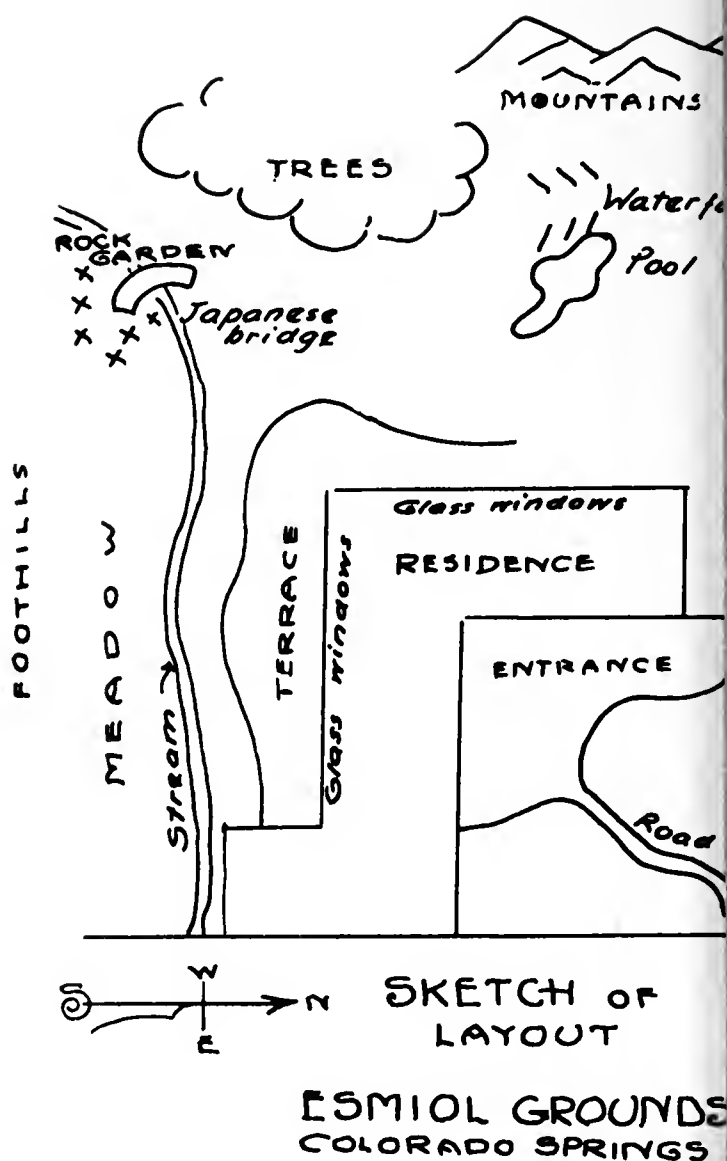 MOUNTAINS
TREES
ROCK
GARDEN
Pool
Japanese
bridge
FOOTHILLS
MEADOW
Stream
TERRACE
Glass windows
Glass windows
RESIDENCE
ENTRANCE
Road
S
W
N
E
SKETCH OF
LAYOUT
ESMIOL GROUNDS
COLORADO SPRINGS